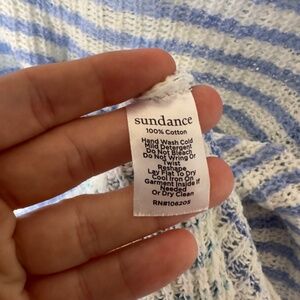 sundance
100% Cotton
Hand Wash Cold
Mild Detergent
Do Not Bleach
Do Not Wring Or
Twist
Reshape
Lay Flat To Dry
Cool Iron On
Garment Inside If
Needed
Or Dry Clean
RN#106205